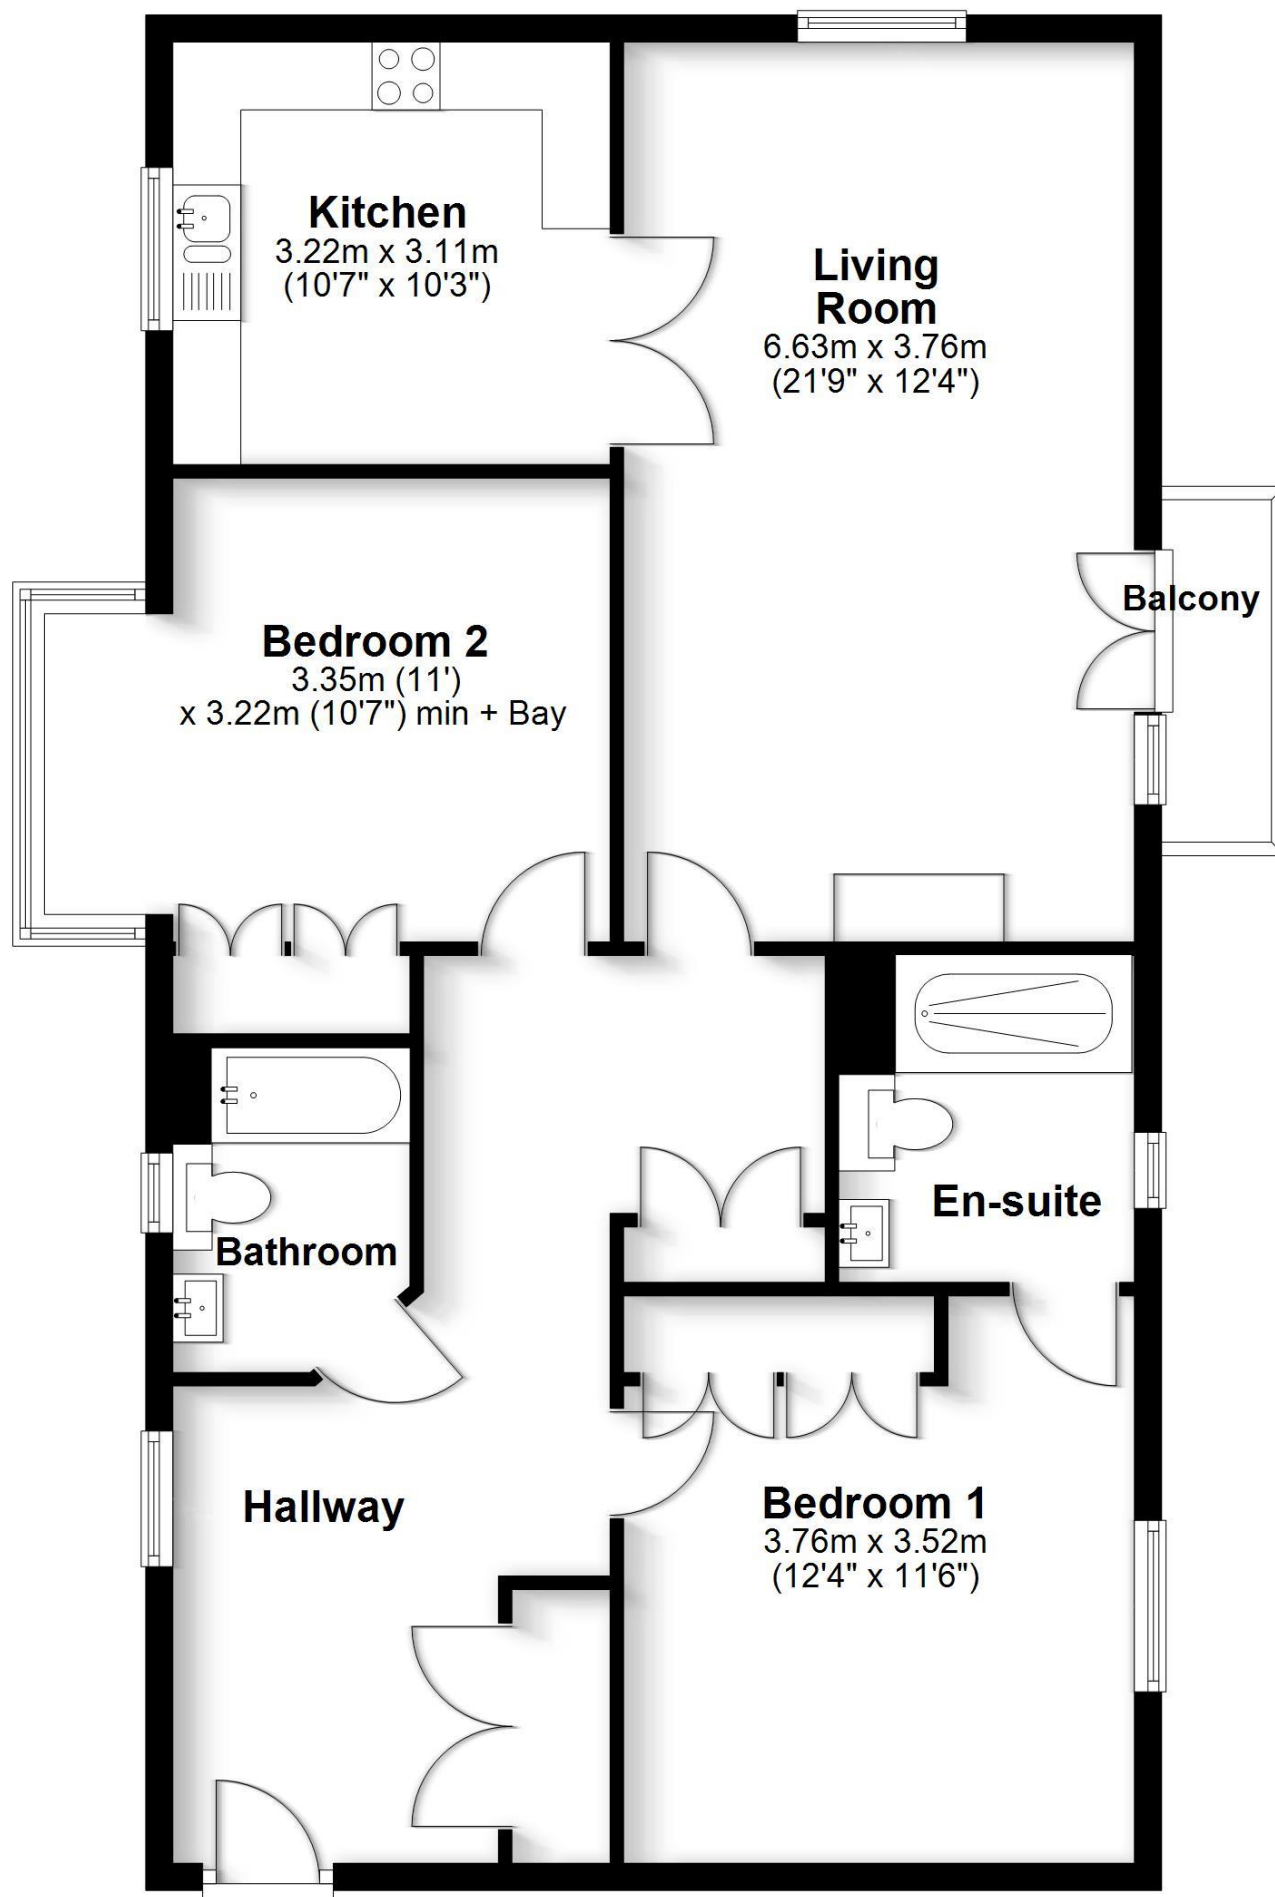 Kitchen
3.22m x 3.11m
(10'7" x 10'3")
Living
Room
6.63m x 3.76m
(21'9" x 12'4")
Balcony
Bedroom 2
3.35m (11')
x 3.22m (10'7") min + Bay
En-suite
Bathroom
Hallway
Bedroom 1
3.76m x 3.52m
(12'4" x 11'6")